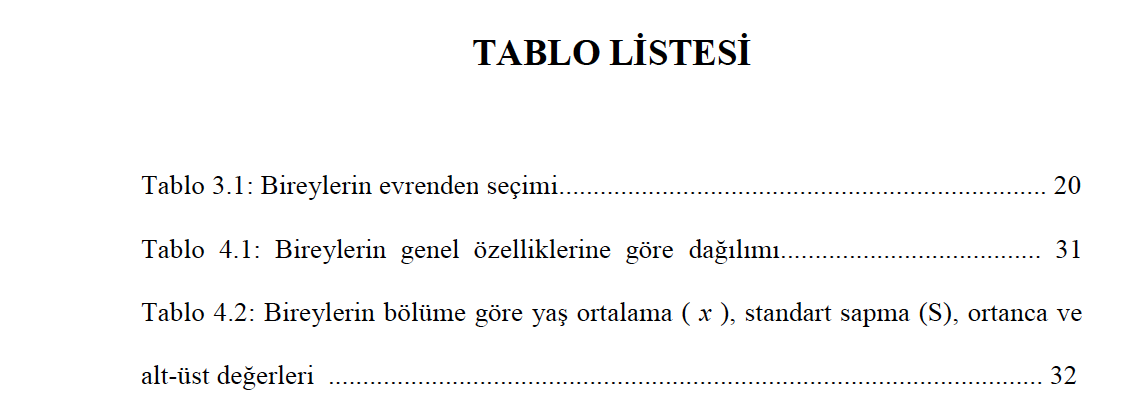 TABLO LİSTESİ
Tablo 3.1: Bireylerin evrenden seçimi....................................................................... 20
Tablo 4.1: Bireylerin genel özelliklerine göre dağılımı...................................... 31
Tablo 4.2: Bireylerin bölüme göre yaş ortalama ( x ), standart sapma (S), ortanca ve
alt-üst değerleri ........................................................................................................ 32